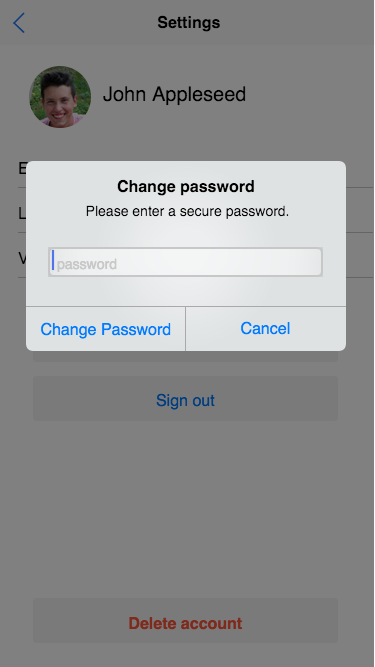 Settings
John Appleseed
E
L
V
Change password
Please enter a secure password.
password
Change Password
Cancel
Sign out
Delete account